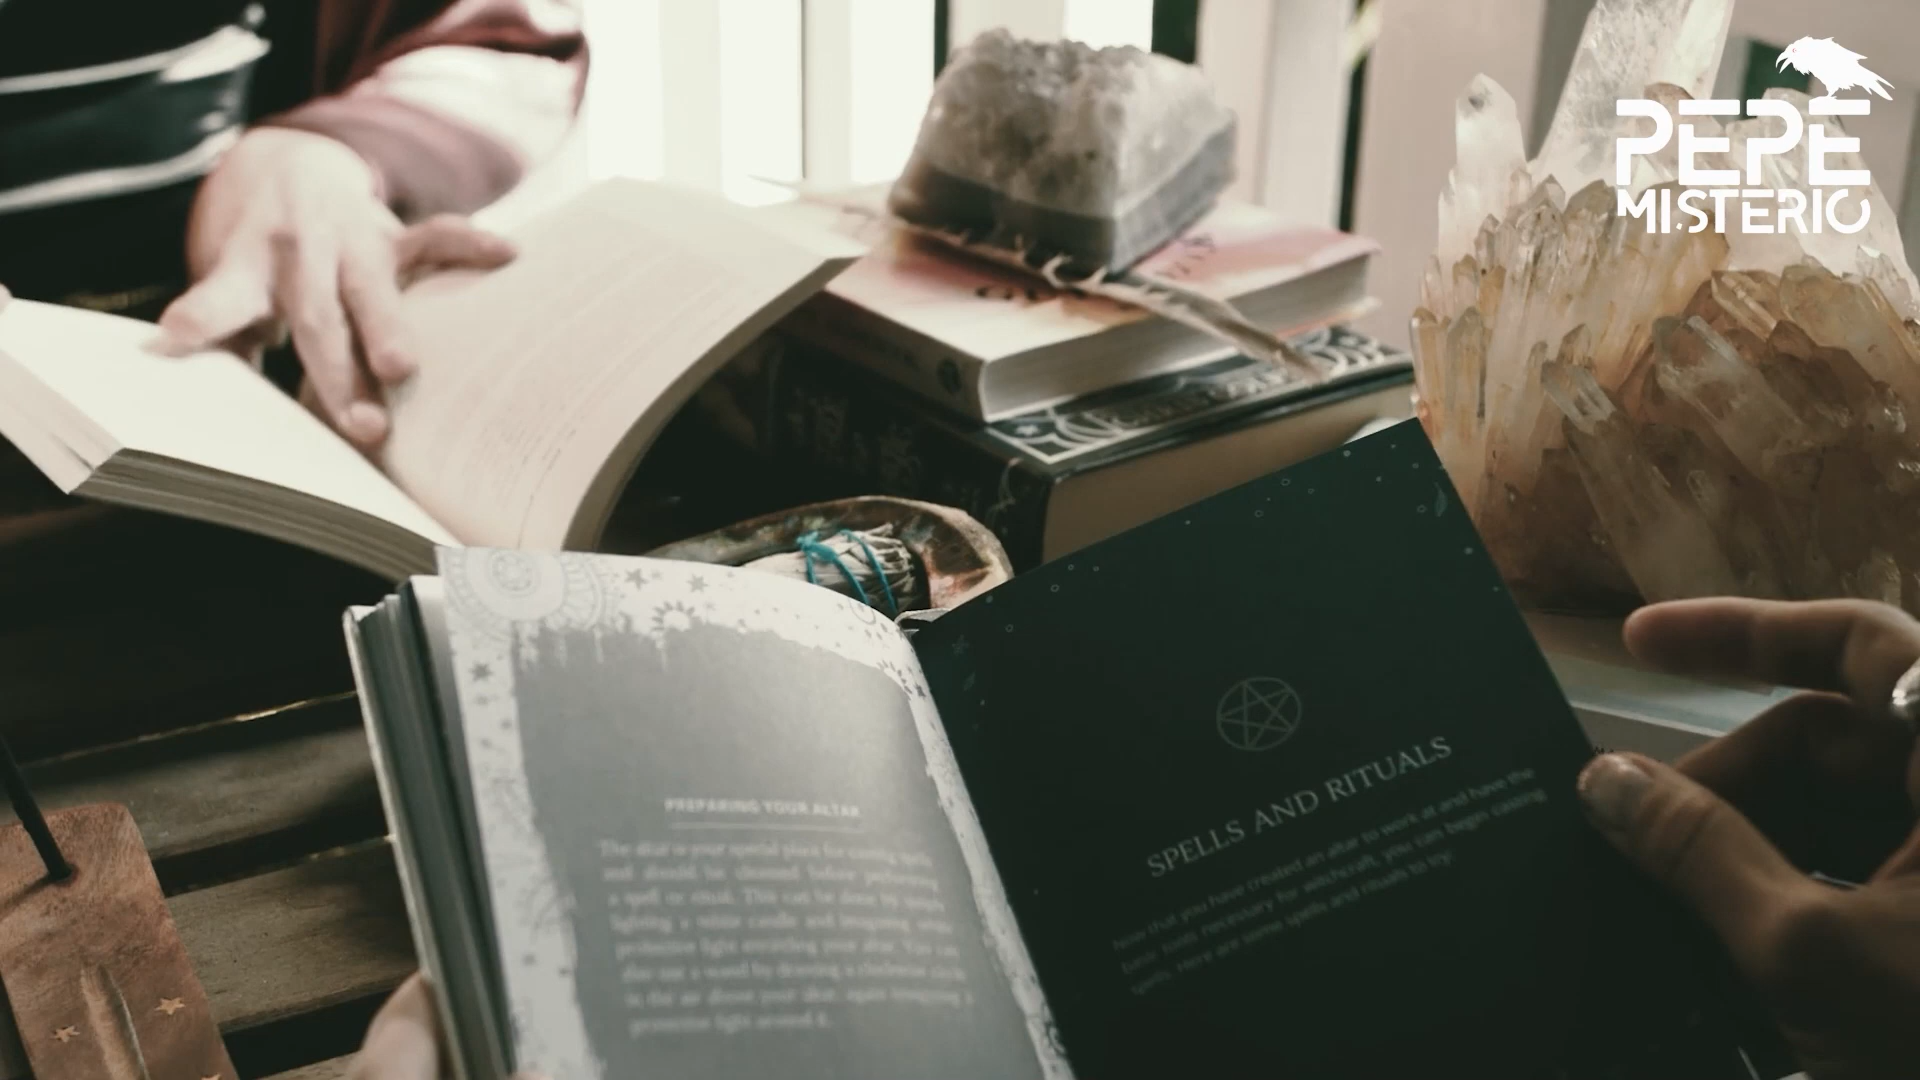 PEPE
MISTERIO
PREPARING YOUR ALTAR
The altar is your special place for casting spells
and should be cleansed before performing
a spell or ritual. This can be done by simply
lighting a white candle and imagining white
protective light encircling your altar. You can
also use a wand by drawing a clockwise circle
in the air above your altar, again imagining a
protective light around it.
SPELLS AND RITUALS
Now that you have created an altar to work at and have the
basic tools necessary for witchcraft, you can begin casting
spells. Here are some spells and rituals to try!